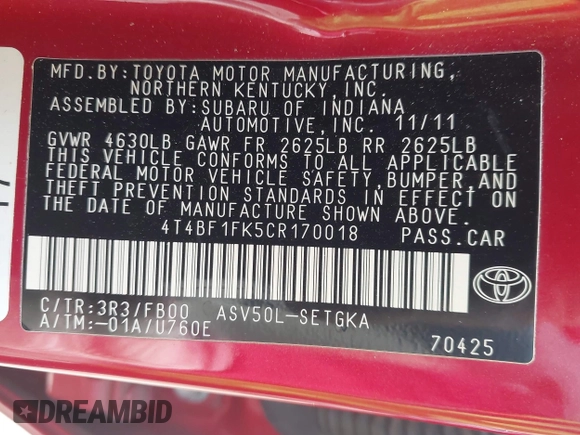 MFD.BY:TOYOTA MOTOR MANUFACTURING,
NORTHERN KENTUCKY,INC.
ASSEMBLED BY:SUBARU OF INDIANA
AUTOMOTIVE,INC. 11/11
GVWR 4630LB GAWR FR 2625LB RR 2625LB
THIS VEHICLE CONFORMS TO ALL APPLICABLE
FEDERAL MOTOR VEHICLE SAFETY,BUMPER,AND
THEFT PREVENTION STANDARDS IN EFFECT ON
THE DATE OF MANUFACTURE SHOWN ABOVE.
4T4BF1FK5CR170018 PASS.CAR
C/TR:3R3/FB00 ASV50L-SETGKA
A/TM:-01A/U760E
70425
TOYOTA
DREAMBID